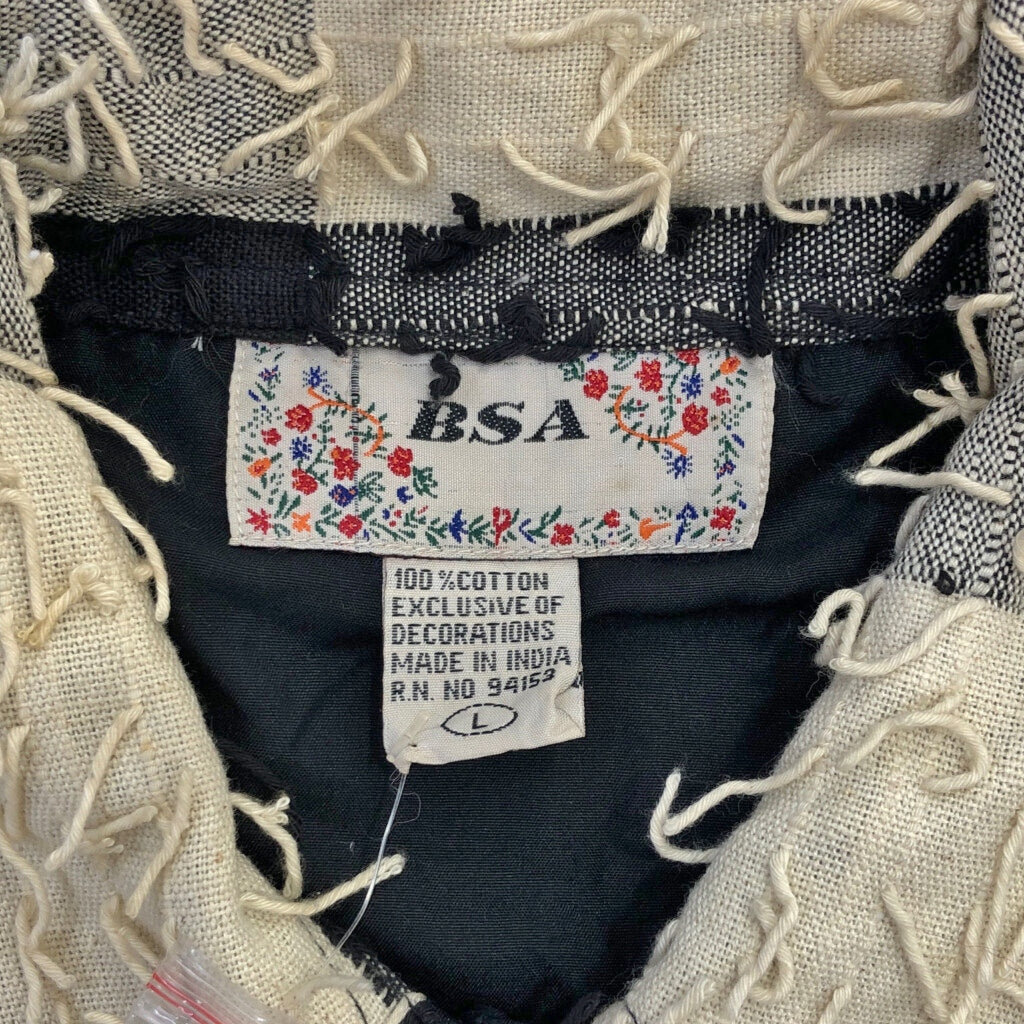 BSA
100 %COTTON
EXCLUSIVE OF
DECORATIONS
MADE IN INDIA
R.N. NO 94153
L